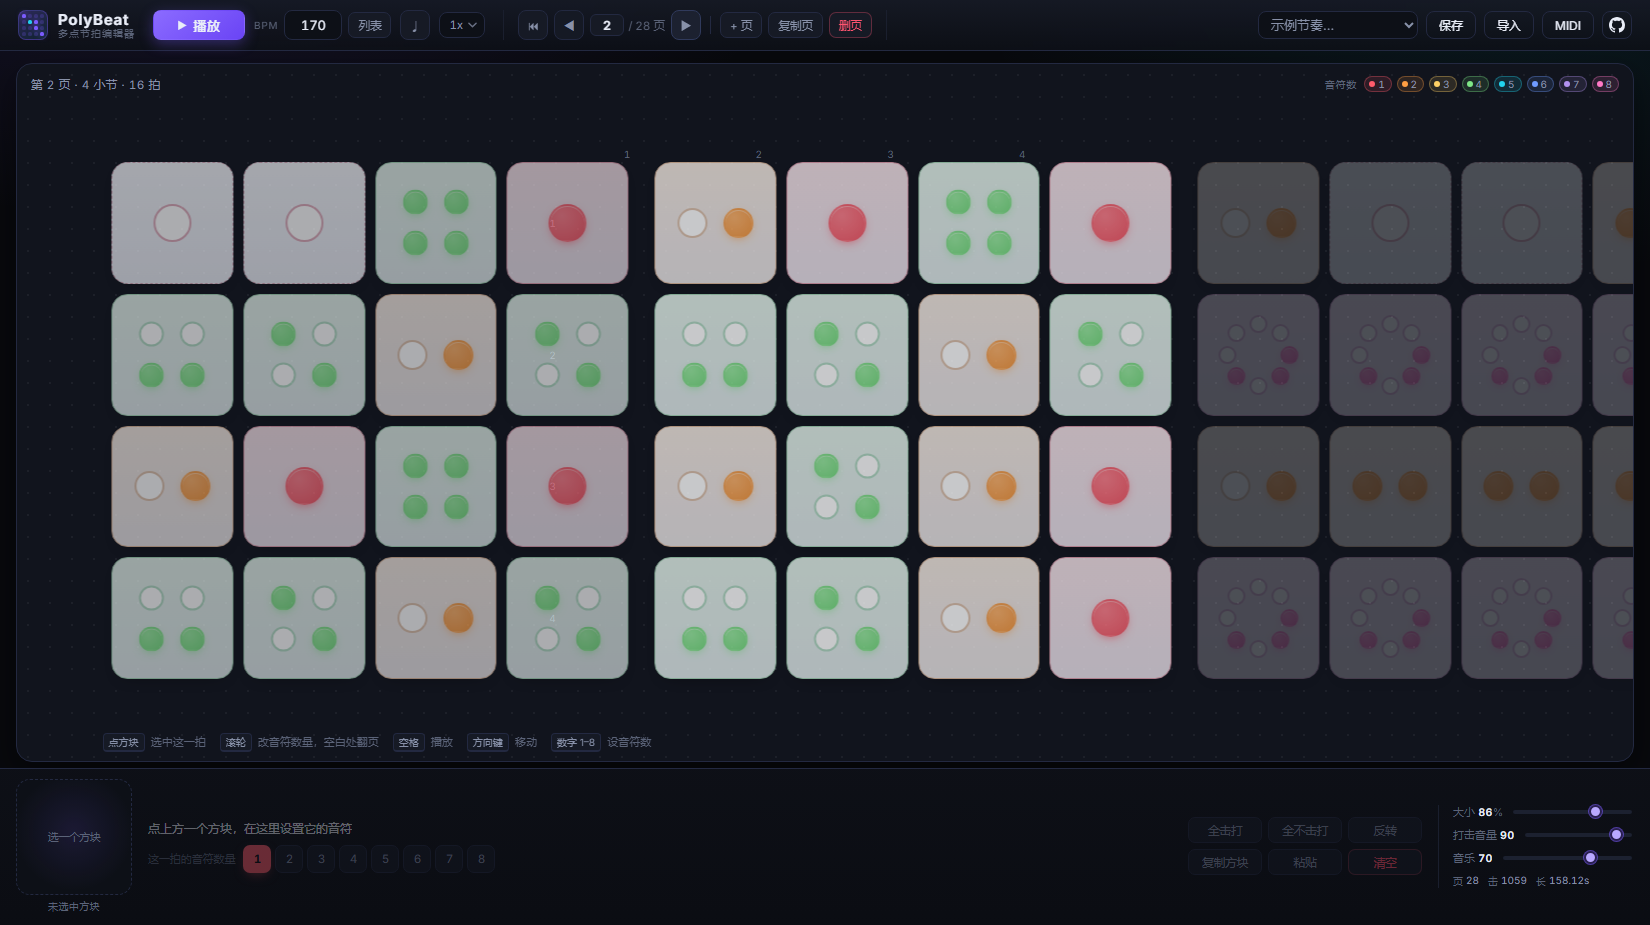 PolyBeat
多点节拍编辑器
播放
BPM 170 列表 ♩ 1x
2 / 28 页
+ 页 复制页 删页
示例节奏... 保存 导入 MIDI
第 2 页 · 4 小节 · 16 拍
音符数 1 2 3 4 5 6 7 8
1 2 3 4
1
2
3
4
点方块 选中这一拍 滚轮 改音符数量，空白处翻页 空格 播放 方向键 移动 数字 1-8 设音符数
选一个方块
未选中方块
点上方一个方块，在这里设置它的音符
这一拍的音符数量 1 2 3 4 5 6 7 8
全击打 全不击打 反转
复制方块 粘贴 清空
大小 86%
打击音量 90
音乐 70
页 28 击 1059 长 158.12s